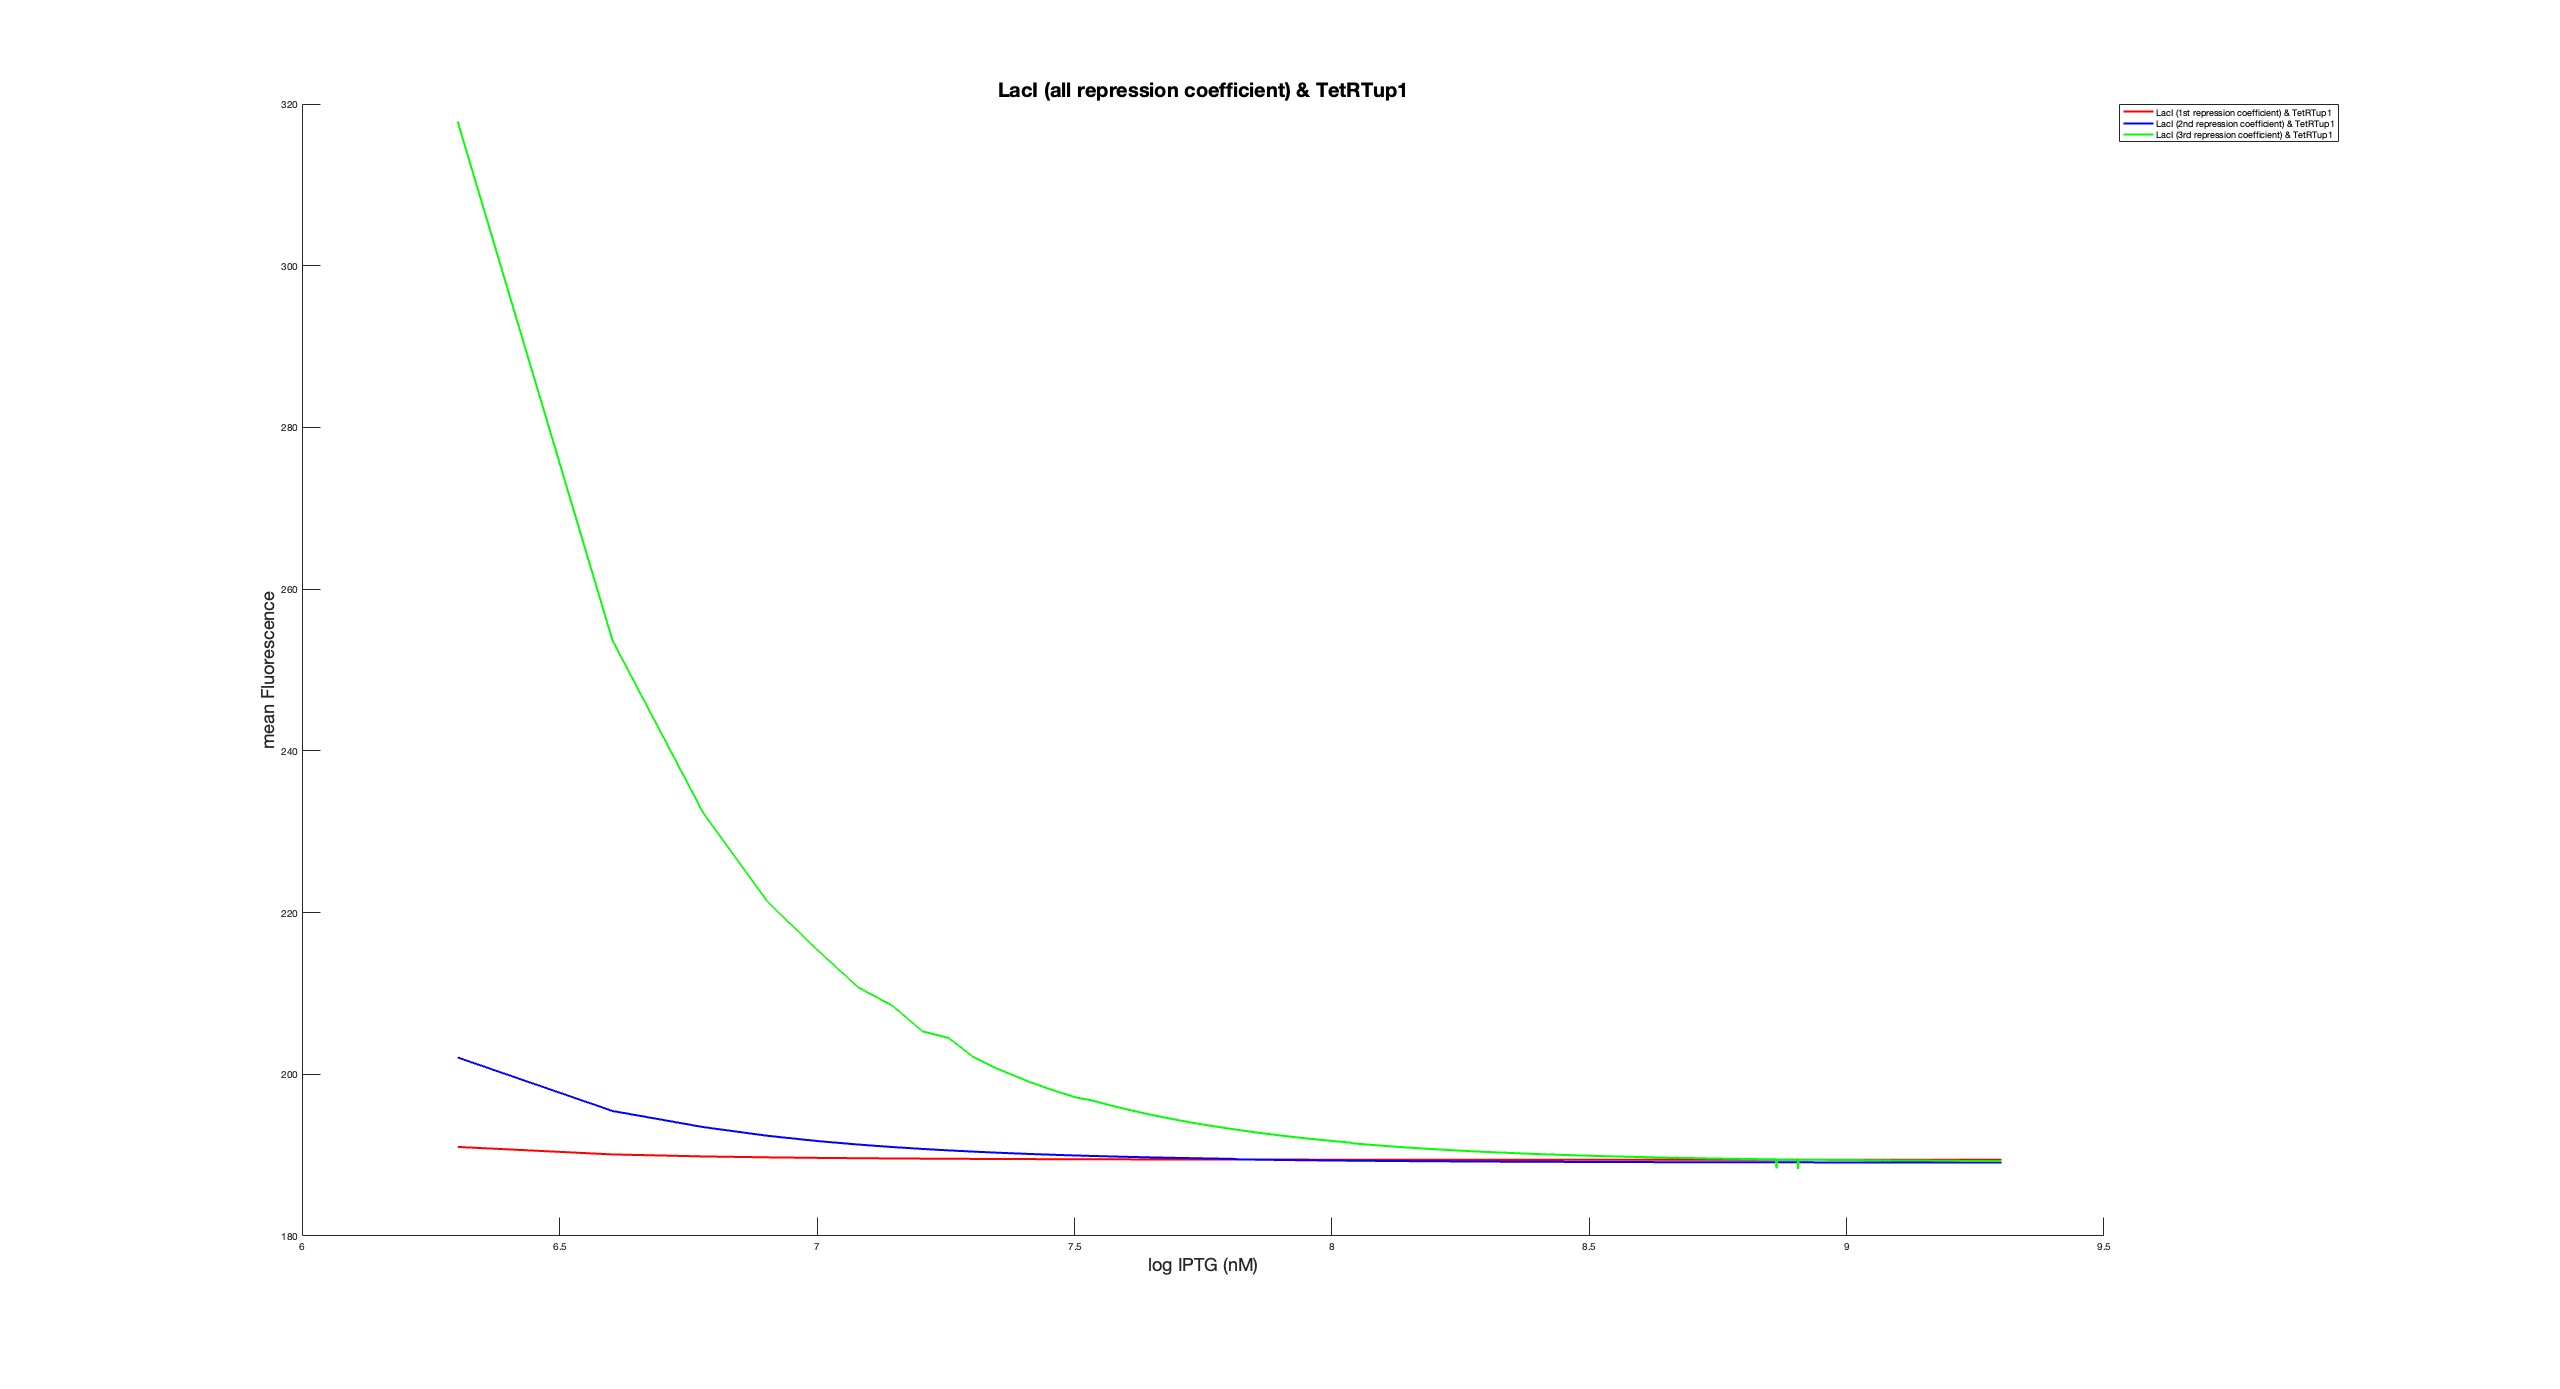 LacI (all repression coefficient) & TetRTup1
LacI (1st repression coefficient) & TetRTup1
LacI (2nd repression coefficient) & TetRTup1
LacI (3rd repression coefficient) & TetRTup1
mean Fluorescence
320
300
280
260
240
220
200
180
6 6.5 7 7.5 8 8.5 9 9.5
log IPTG (nM)